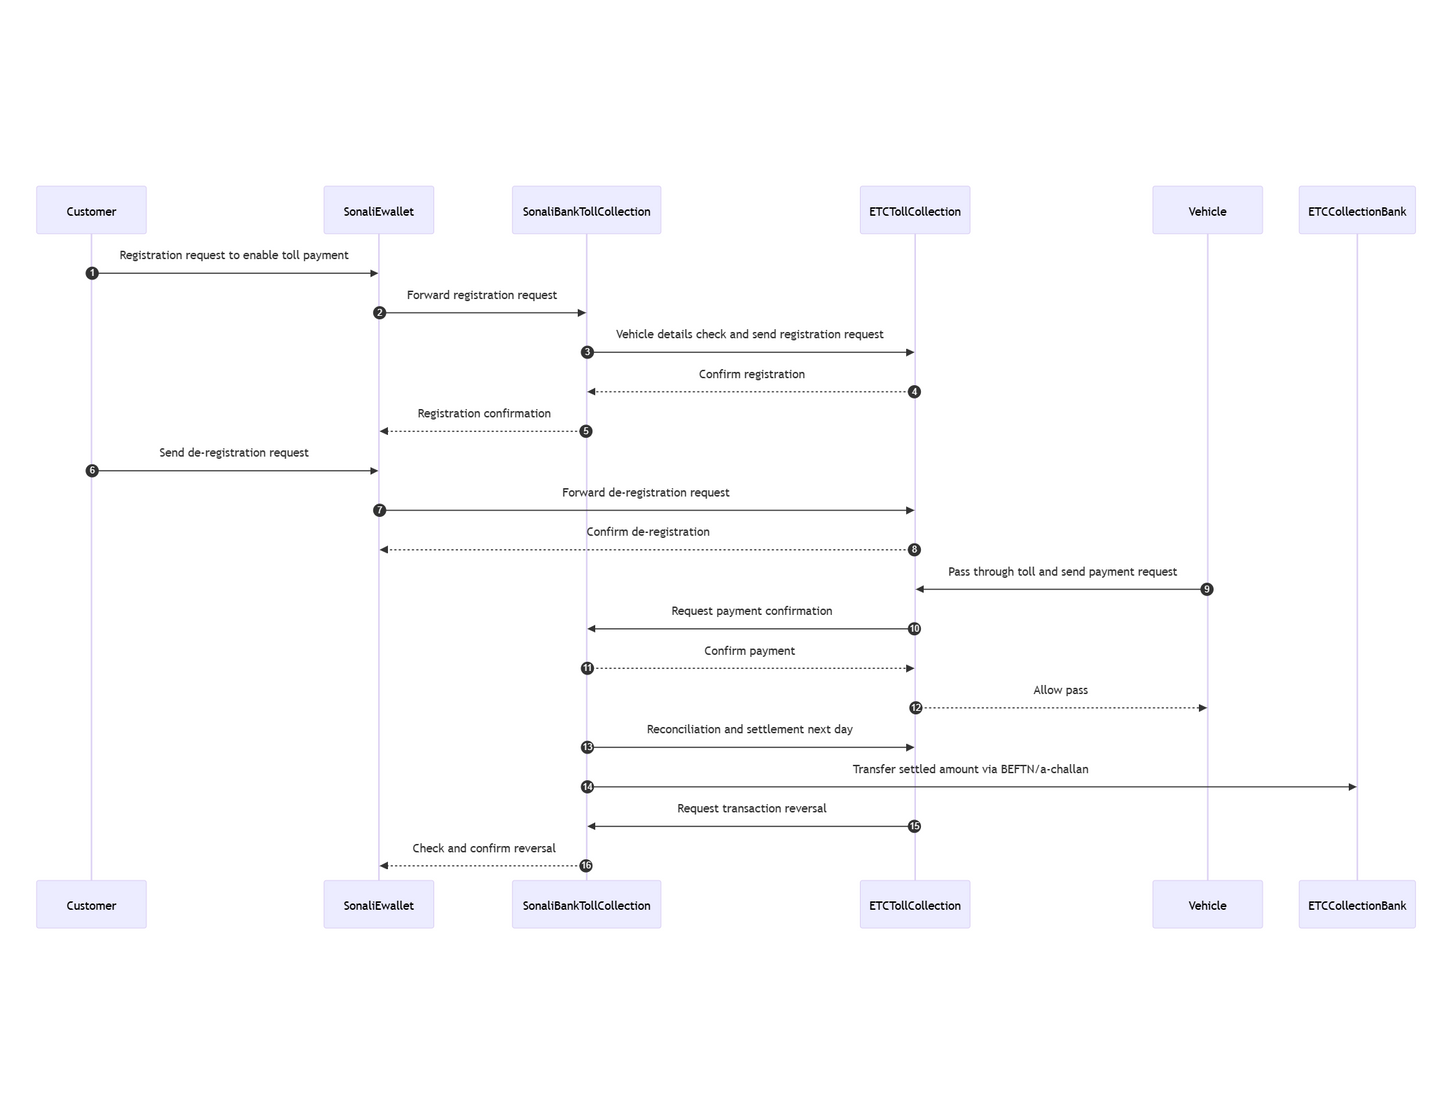 Customer
SonaliEwallet
SonaliBankTollCollection
ETCTollCollection
Vehicle
ETCCollectionBank
Registration request to enable toll payment
1
Forward registration request
2
Vehicle details check and send registration request
3
Confirm registration
4
Registration confirmation
5
Send de-registration request
6
Forward de-registration request
7
Confirm de-registration
8
Pass through toll and send payment request
9
Request payment confirmation
10
Confirm payment
11
Allow pass
12
Reconciliation and settlement next day
13
Transfer settled amount via BEFTN/a-challan
14
Request transaction reversal
15
Check and confirm reversal
16
Customer
SonaliEwallet
SonaliBankTollCollection
ETCTollCollection
Vehicle
ETCCollectionBank